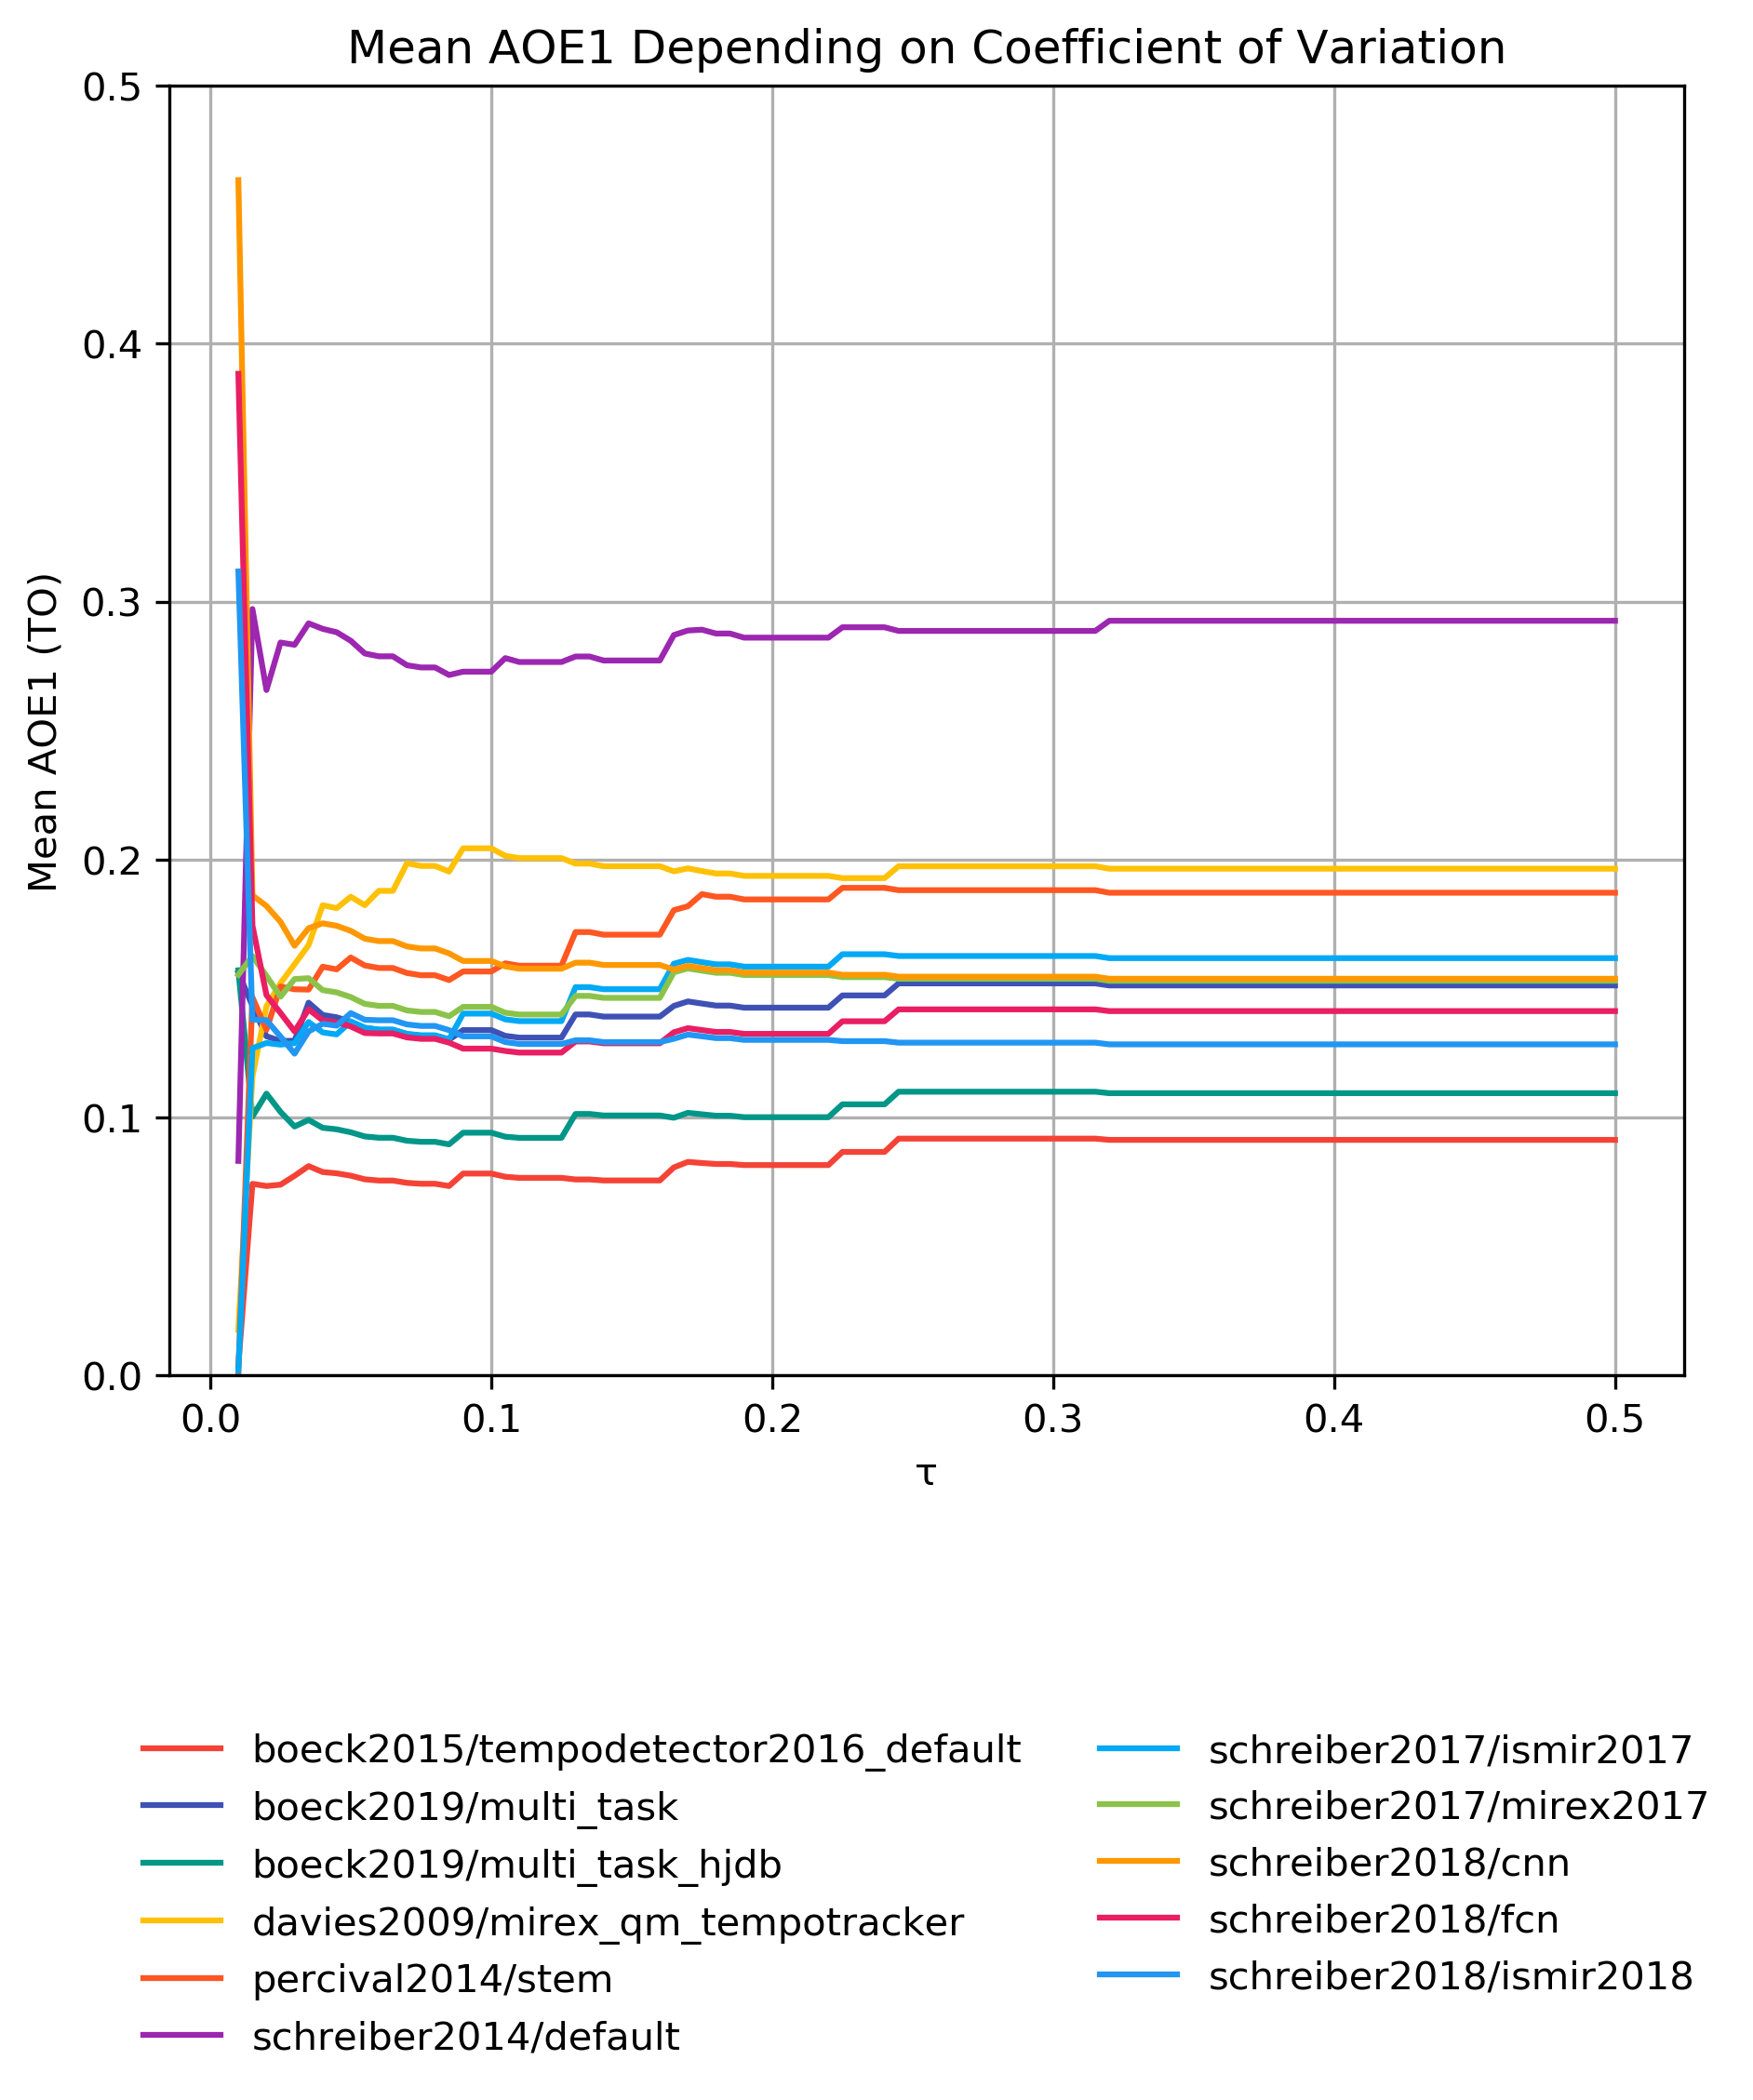 Mean AOE1 Depending on Coefficient of Variation
0.5
0.4
0.3
0.2
0.1
0.0
Mean AOE1 (TO)
0.0 0.1 0.2 0.3 0.4 0.5
τ
boeck2015/tempodetector2016_default
boeck2019/multi_task
boeck2019/multi_task_hjdb
davies2009/mirex_qm_tempotracker
percival2014/stem
schreiber2014/default
schreiber2017/ismir2017
schreiber2017/mirex2017
schreiber2018/cnn
schreiber2018/fcn
schreiber2018/ismir2018